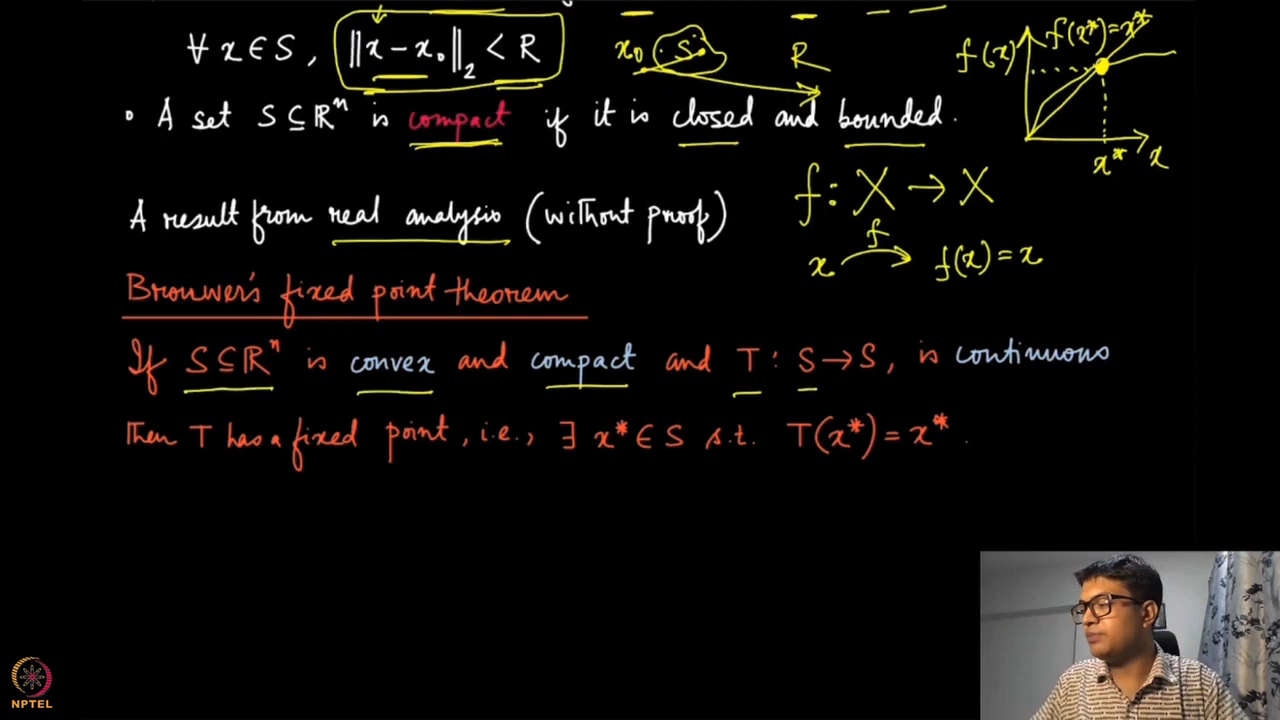 ∀ x ∈ S, ‖x − x₀‖₂ < R
x₀ S R
f(x) f(x*)=x*
x* x
• A set S ⊆ ℝⁿ is compact if it is closed and bounded.
f: X → X
A result from real analysis (without proof)
f
x f(x) = x
Brouwer's fixed point theorem
If S ⊆ ℝⁿ is convex and compact and T : S → S, is continuous
then T has a fixed point, i.e., ∃ x* ∈ S s.t. T(x*) = x* .
NPTEL